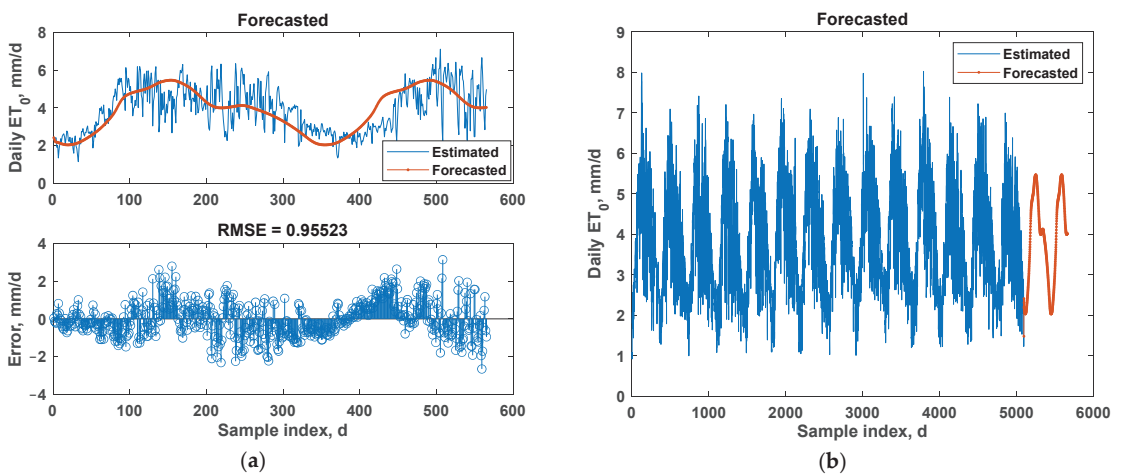 Forecasted
Daily ET0, mm/d
8
6
4
2
0
0 100 200 300 400 500 600
Estimated
Forecasted
RMSE = 0.95523
Error, mm/d
4
2
0
−2
−4
0 100 200 300 400 500 600
Sample index, d
(a)
Forecasted
Daily ET0, mm/d
9
8
7
6
5
4
3
2
1
0
0 1000 2000 3000 4000 5000 6000
Estimated
Forecasted
Sample index, d
(b)